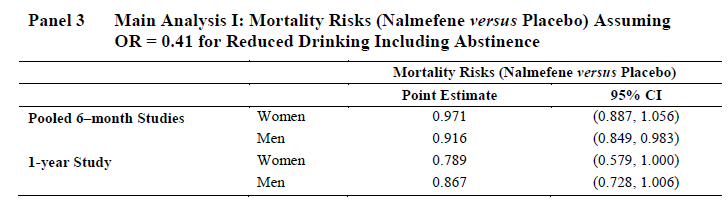 Panel 3 Main Analysis I: Mortality Risks (Nalmefene versus Placebo) Assuming
OR = 0.41 for Reduced Drinking Including Abstinence
Mortality Risks (Nalmefene versus Placebo)
Point Estimate 95% CI
Pooled 6–month Studies Women 0.971 (0.887, 1.056)
Men 0.916 (0.849, 0.983)
1-year Study Women 0.789 (0.579, 1.000)
Men 0.867 (0.728, 1.006)